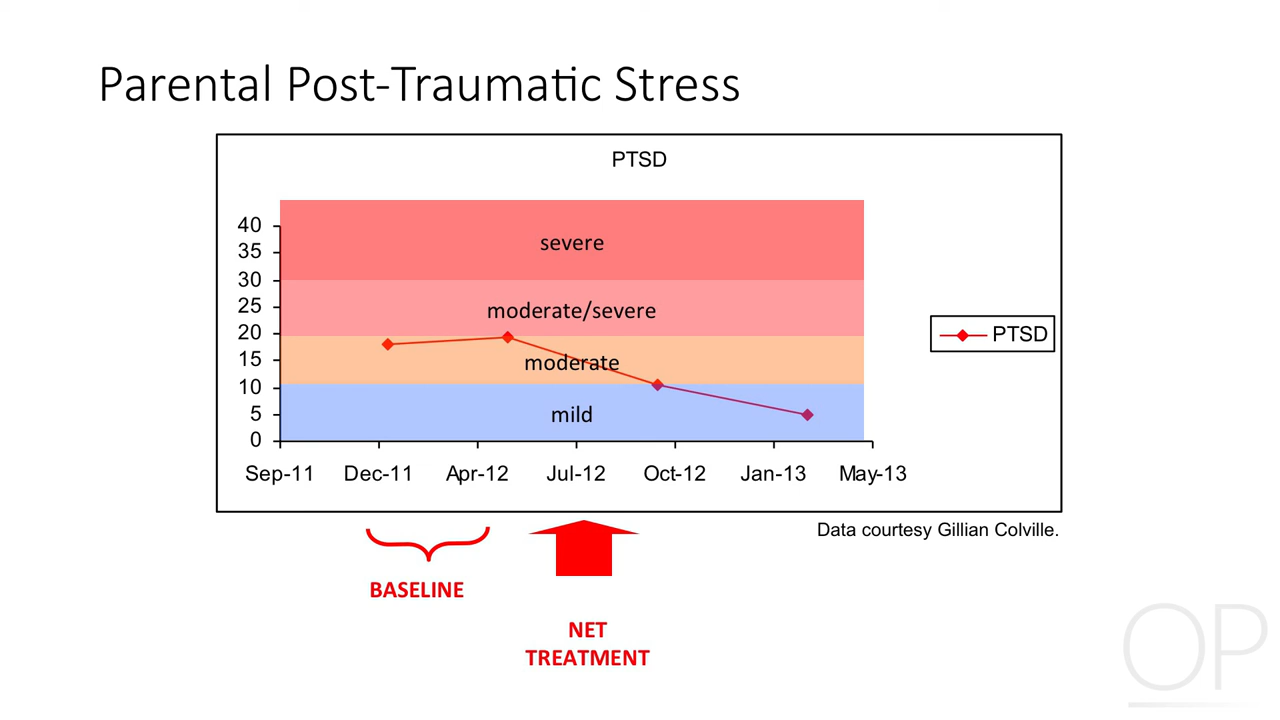 Parental Post-Traumatic Stress
PTSD
40
35
30
25
20
15
10
5
0
severe
moderate/severe
moderate
mild
PTSD
Sep-11 Dec-11 Apr-12 Jul-12 Oct-12 Jan-13 May-13
Data courtesy Gillian Colville.
BASELINE
NET
TREATMENT
OP